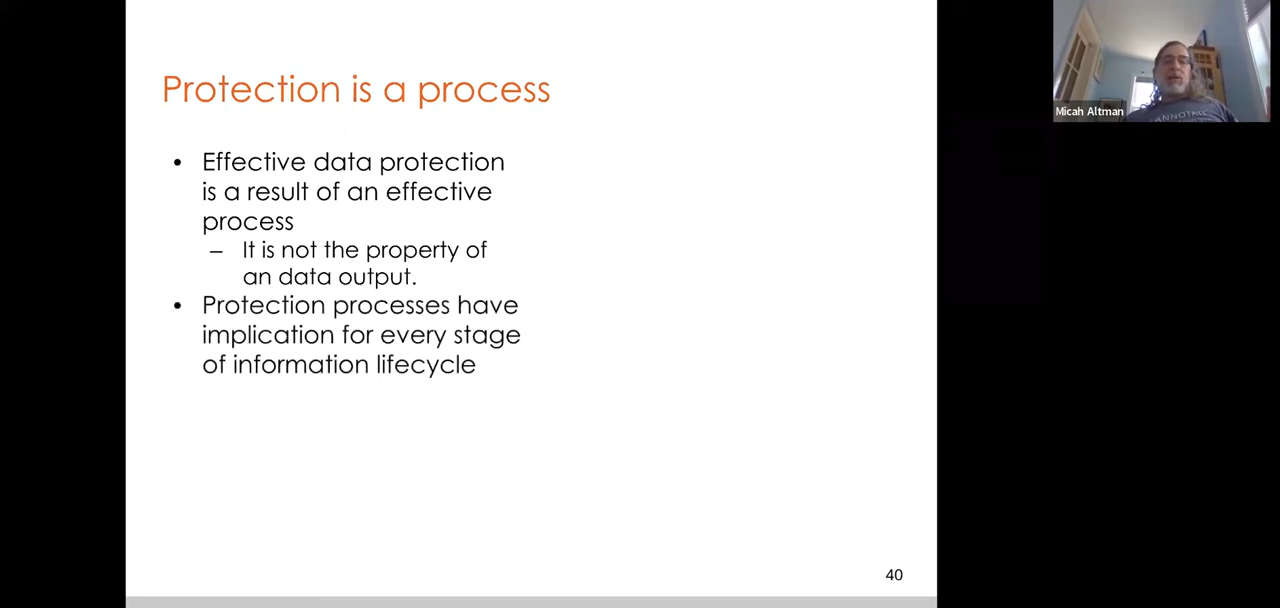 Protection is a process
• Effective data protection
is a result of an effective
process
– It is not the property of
an data output.
• Protection processes have
implication for every stage
of information lifecycle
40
Micah Altman
ANNOTATE